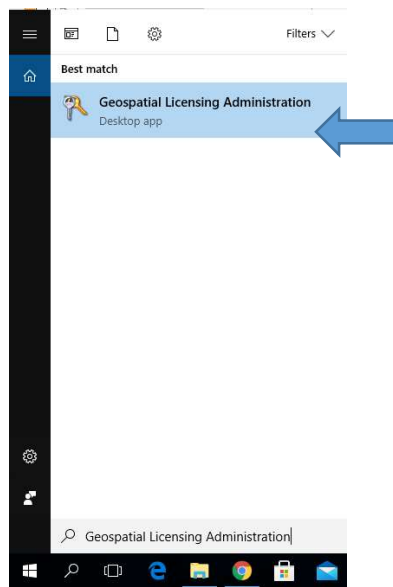 Filters
Best match
Geospatial Licensing Administration
Desktop app
Geospatial Licensing Administration